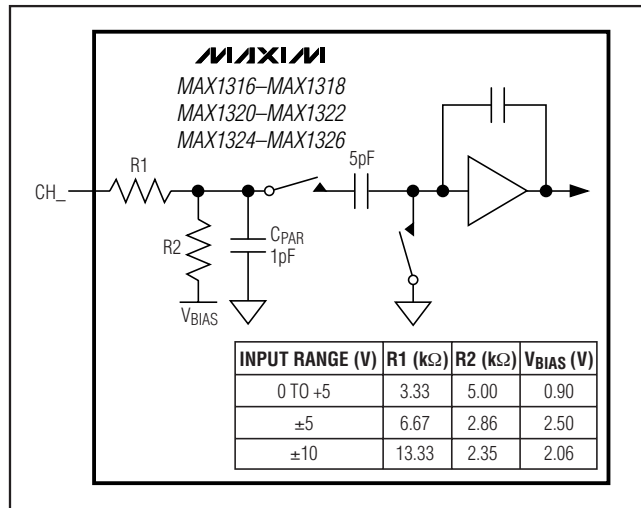 MAXIM
MAX1316–MAX1318
MAX1320–MAX1322
MAX1324–MAX1326
5pF
R1
CH_
R2
CPAR
1pF
VBIAS
INPUT RANGE (V) R1 (kΩ) R2 (kΩ) VBIAS (V)
0 TO +5 3.33 5.00 0.90
±5 6.67 2.86 2.50
±10 13.33 2.35 2.06